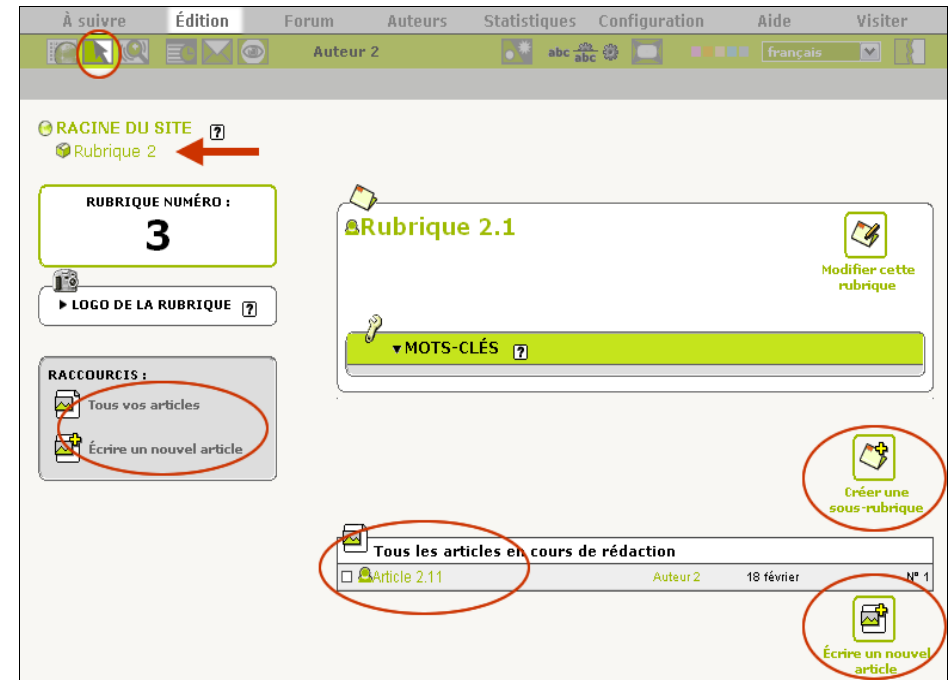 À suivre Édition Forum Auteurs Statistiques Configuration Aide Visiter
Auteur 2 abc abc français
RACINE DU SITE ?
Rubrique 2
RUBRIQUE NUMÉRO :
3
LOGO DE LA RUBRIQUE ?
RACCOURCIS :
Tous vos articles
Écrire un nouvel article
Rubrique 2.1
Modifier cette
rubrique
MOTS-CLÉS ?
Créer une
sous-rubrique
Tous les articles en cours de rédaction
Article 2.11 Auteur 2 18 février N° 1
Écrire un nouvel
article